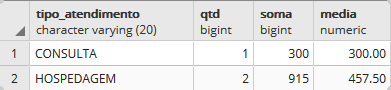 tipo_atendimento qtd soma media
character varying (20) bigint bigint numeric
1 CONSULTA 1 300 300.00
2 HOSPEDAGEM 2 915 457.50